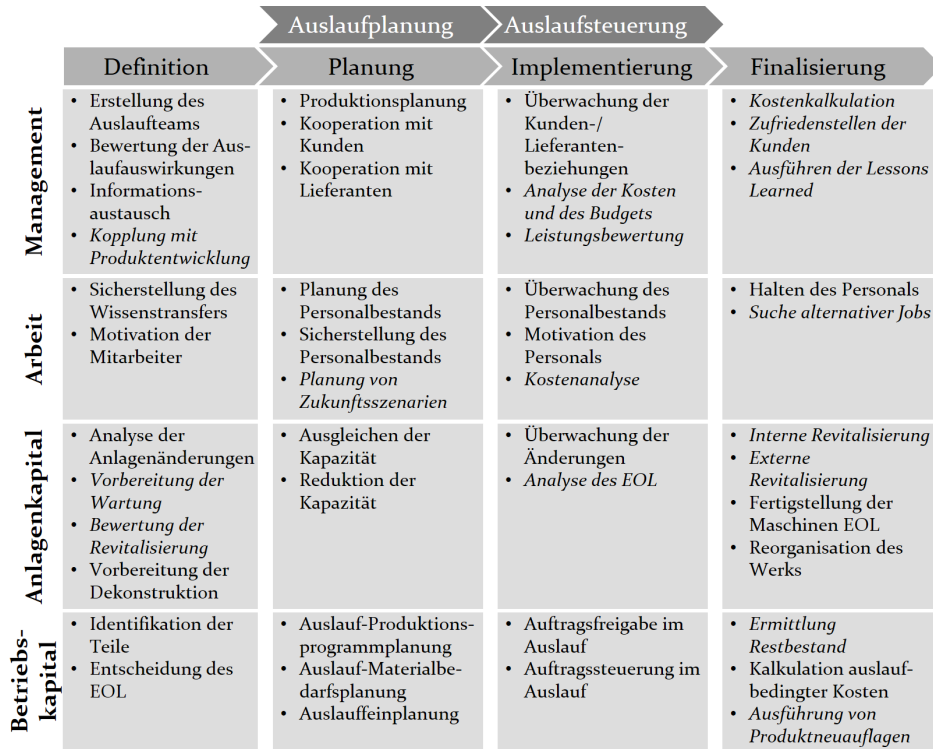 Auslaufplanung
Auslaufsteuerung
Definition
Planung
Implementierung
Finalisierung
Management
• Erstellung des
Auslaufteams
• Bewertung der Aus-
laufauswirkungen
• Informations-
austausch
• Kopplung mit
Produktentwicklung
• Produktionsplanung
• Kooperation mit
Kunden
• Kooperation mit
Lieferanten
• Überwachung der
Kunden-/
Lieferanten-
beziehungen
• Analyse der Kosten
und des Budgets
• Leistungsbewertung
• Kostenkalkulation
• Zufriedenstellen der
Kunden
• Ausführen der Lessons
Learned
Arbeit
• Sicherstellung des
Wissenstransfers
• Motivation der
Mitarbeiter
• Planung des
Personalbestands
• Sicherstellung des
Personalbestands
• Planung von
Zukunftsszenarien
• Überwachung des
Personalbestands
• Motivation des
Personals
• Kostenanalyse
• Halten des Personals
• Suche alternativer Jobs
Anlagenkapital
• Analyse der
Anlagenänderungen
• Vorbereitung der
Wartung
• Bewertung der
Revitalisierung
• Vorbereitung der
Dekonstruktion
• Ausgleichen der
Kapazität
• Reduktion der
Kapazität
• Überwachung der
Änderungen
• Analyse des EOL
• Interne Revitalisierung
• Externe
Revitalisierung
• Fertigstellung der
Maschinen EOL
• Reorganisation des
Werks
Betriebs-
kapital
• Identifikation der
Teile
• Entscheidung des
EOL
• Auslauf-Produktions-
programmplanung
• Auslauf-Materialbe-
darfsplanung
• Auslauffeinplanung
• Auftragsfreigabe im
Auslauf
• Auftragssteuerung im
Auslauf
• Ermittlung
Restbestand
• Kalkulation auslauf-
bedingter Kosten
• Ausführung von
Produktneuauflagen